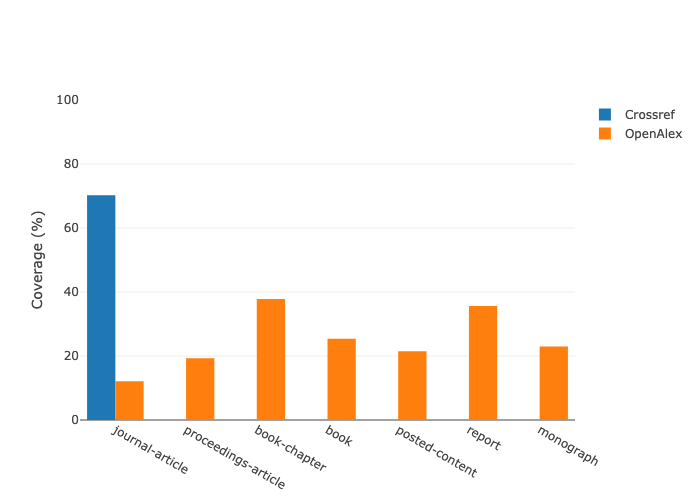 100
80
60
40
20
0
Coverage (%)
journal-article
proceedings-article
book-chapter
book
posted-content
report
monograph
Crossref
OpenAlex